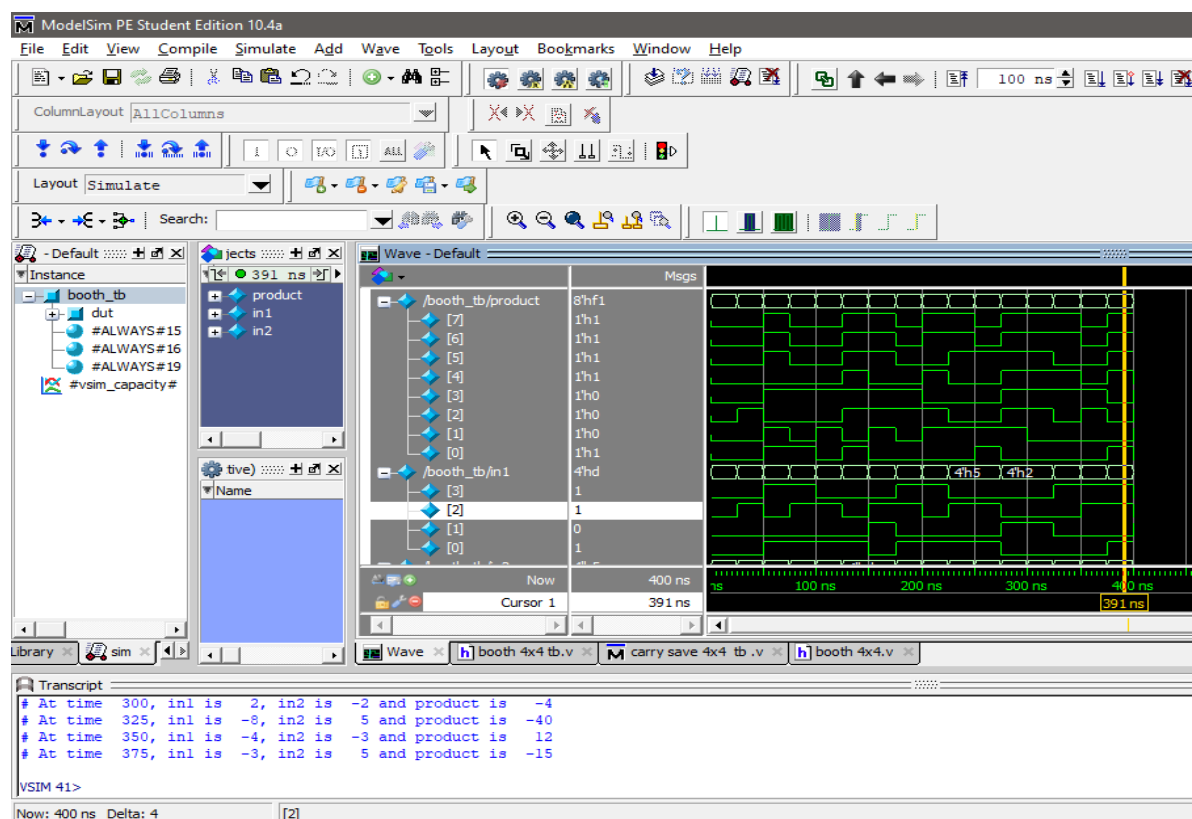 ModelSim PE Student Edition 10.4a
File Edit View Compile Simulate Add Wave Tools Layout Bookmarks Window Help
100 ns
ColumnLayout AllColumns
Layout Simulate
Search:
- Default
Instance
booth_tb
dut
#ALWAYS#15
#ALWAYS#16
#ALWAYS#19
#vsim_capacity#
jects
391 ns
product
in1
in2
tive)
Name
Wave - Default
Msgs
/booth_tb/product 8'hf1
[7] 1'h1
[6] 1'h1
[5] 1'h1
[4] 1'h1
[3] 1'h0
[2] 1'h0
[1] 1'h0
[0] 1'h1
/booth_tb/in1 4'hd 4'h5 4'h2
[3] 1
[2] 1
[1] 0
[0] 1
Now 400 ns
Cursor 1 391 ns
ns 100 ns 200 ns 300 ns 400 ns
391 ns
Library sim
Wave booth 4x4 tb.v carry save 4x4 tb .v booth 4x4.v
Transcript
# At time 300, in1 is 2, in2 is -2 and product is -4
# At time 325, in1 is -8, in2 is 5 and product is -40
# At time 350, in1 is -4, in2 is -3 and product is 12
# At time 375, in1 is -3, in2 is 5 and product is -15
VSIM 41>
Now: 400 ns Delta: 4 [2]